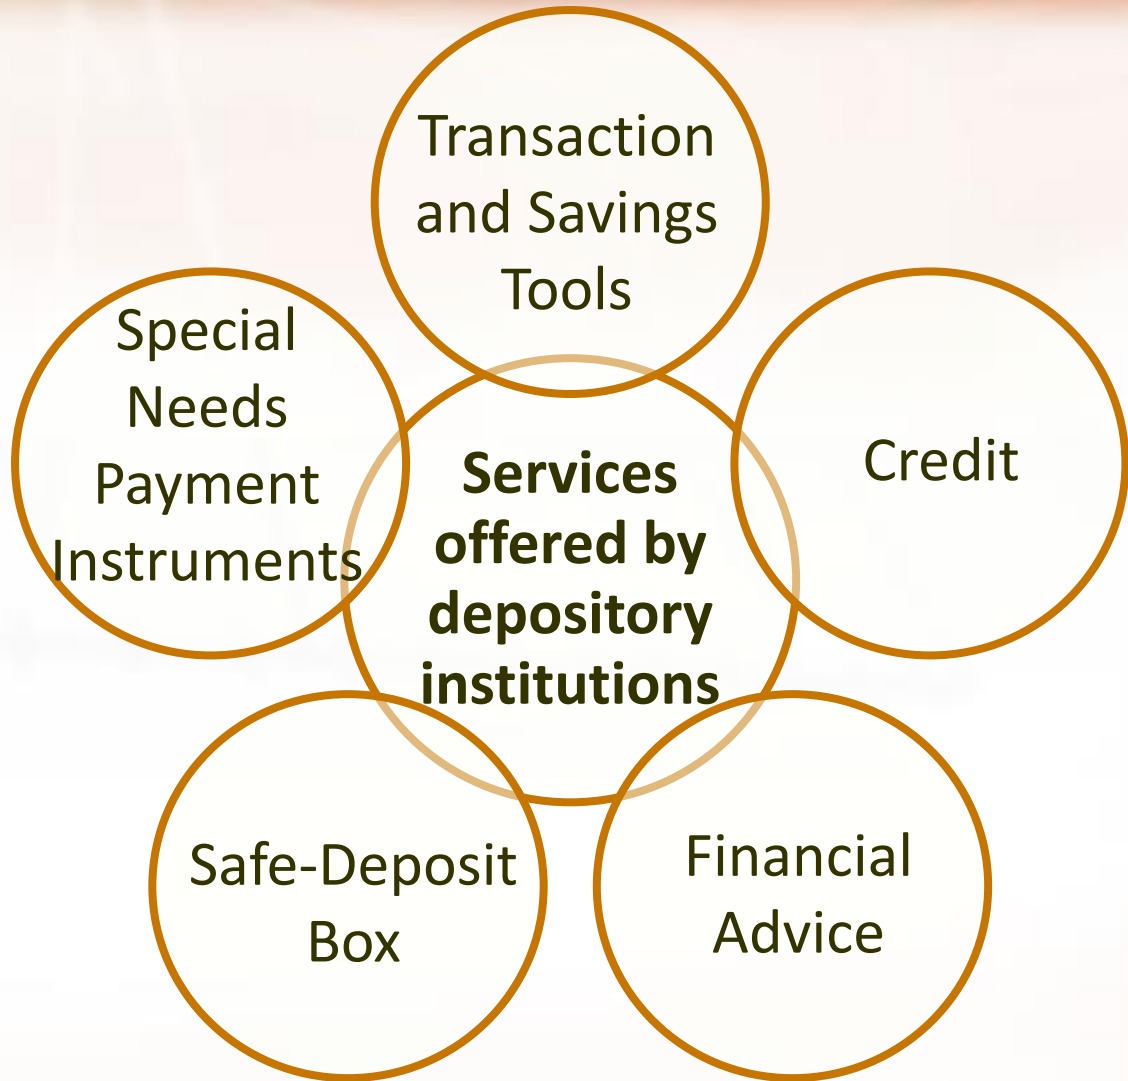 Transaction
and Savings
Tools
Special
Needs
Payment
Instruments
Services
offered by
depository
institutions
Credit
Safe-Deposit
Box
Financial
Advice